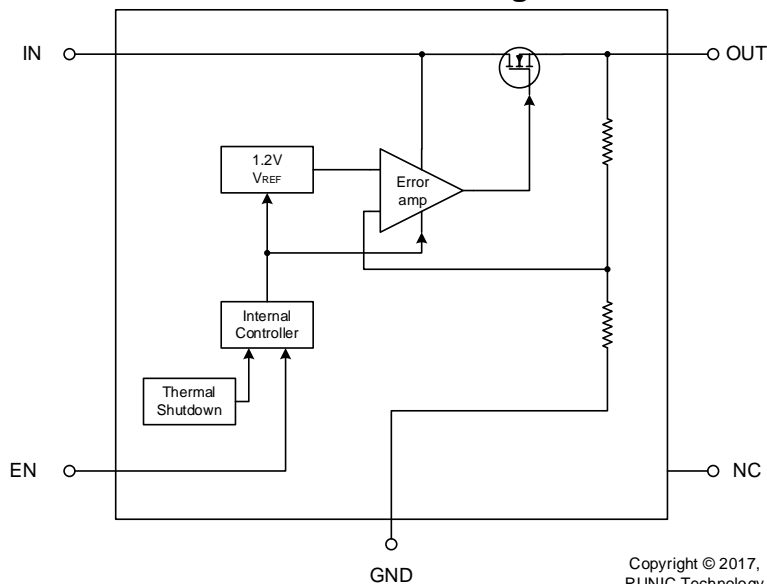 IN
OUT
1.2V
VREF
Error
amp
Internal
Controller
Thermal
Shutdown
EN
NC
GND
Copyright © 2017,
RUNIC Technology